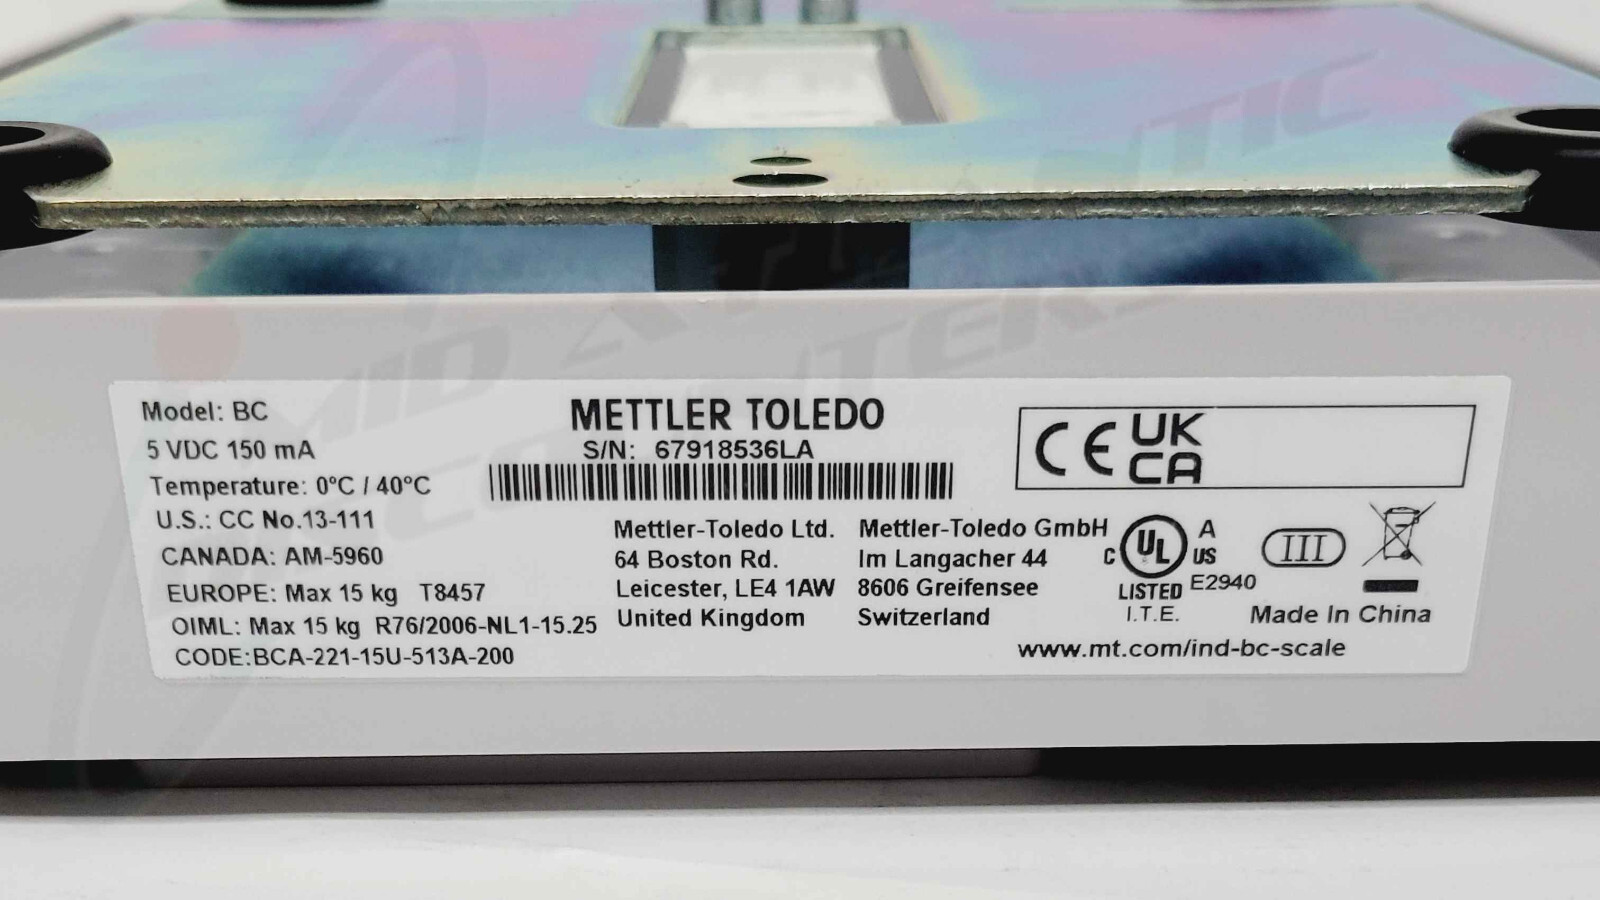 Model: BC
5 VDC 150 mA
Temperature: 0°C / 40°C
U.S.: CC No.13-111
CANADA: AM-5960
EUROPE: Max 15 kg T8457
OIML: Max 15 kg R76/2006-NL1-15.25
CODE:BCA-221-15U-513A-200
METTLER TOLEDO
S/N: 67918536LA
Mettler-Toledo Ltd.
64 Boston Rd.
Leicester, LE4 1AW
United Kingdom
Mettler-Toledo GmbH
Im Langacher 44
8606 Greifensee
Switzerland
CE UK
CA
C UL US A
LISTED E2940
I.T.E.
III
Made In China
www.mt.com/ind-bc-scale
MID ATLANTIC
COMPUTERS